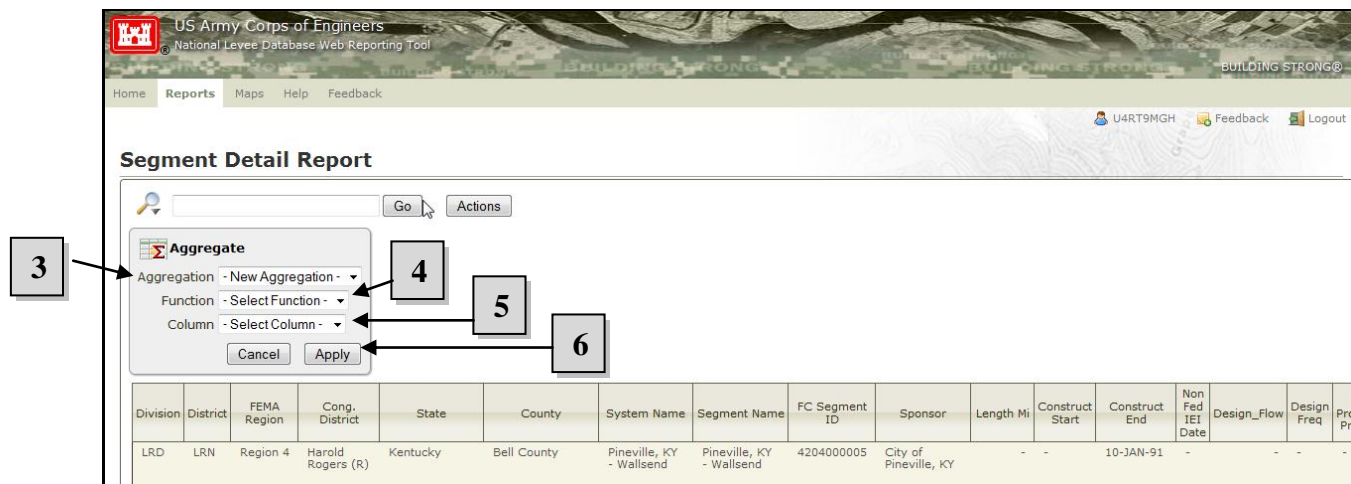 US Army Corps of Engineers
® National Levee Database Web Reporting Tool
BUILDING STRONG®
Home Reports Maps Help Feedback
U4RT9MGH Feedback Logout
Segment Detail Report
Go Actions
Aggregate
3
Aggregation - New Aggregation -
4
Function - Select Function -
5
Column - Select Column -
6
Cancel Apply
Division District FEMA Region Cong. District State County System Name Segment Name FC Segment ID Sponsor Length Mi Construct Start Construct End Non Fed IEI Date Design_Flow Design Freq
LRD LRN Region 4 Harold Rogers (R) Kentucky Bell County Pineville, KY - Wallsend Pineville, KY - Wallsend 4204000005 City of Pineville, KY - - 10-JAN-91 - - - -